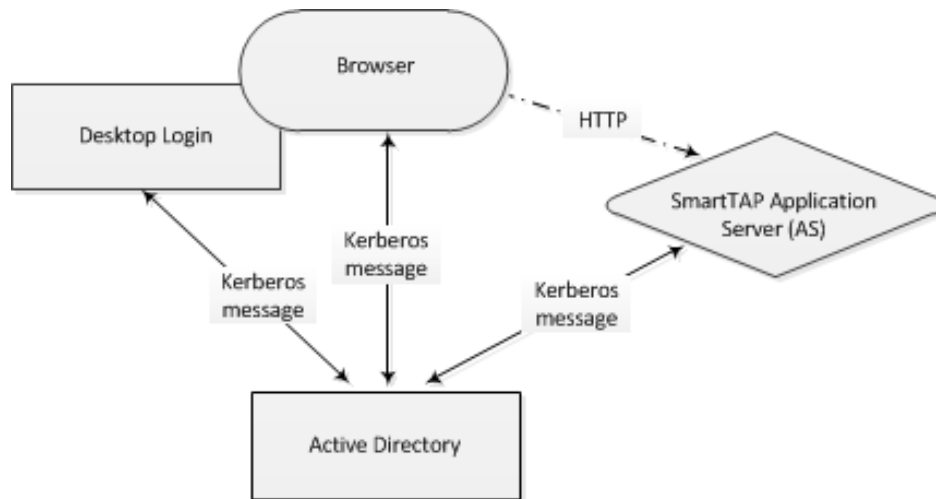 Browser
Desktop Login
HTTP
SmartTAP Application
Server (AS)
Kerberos
message
Kerberos
message
Kerberos
message
Active Directory